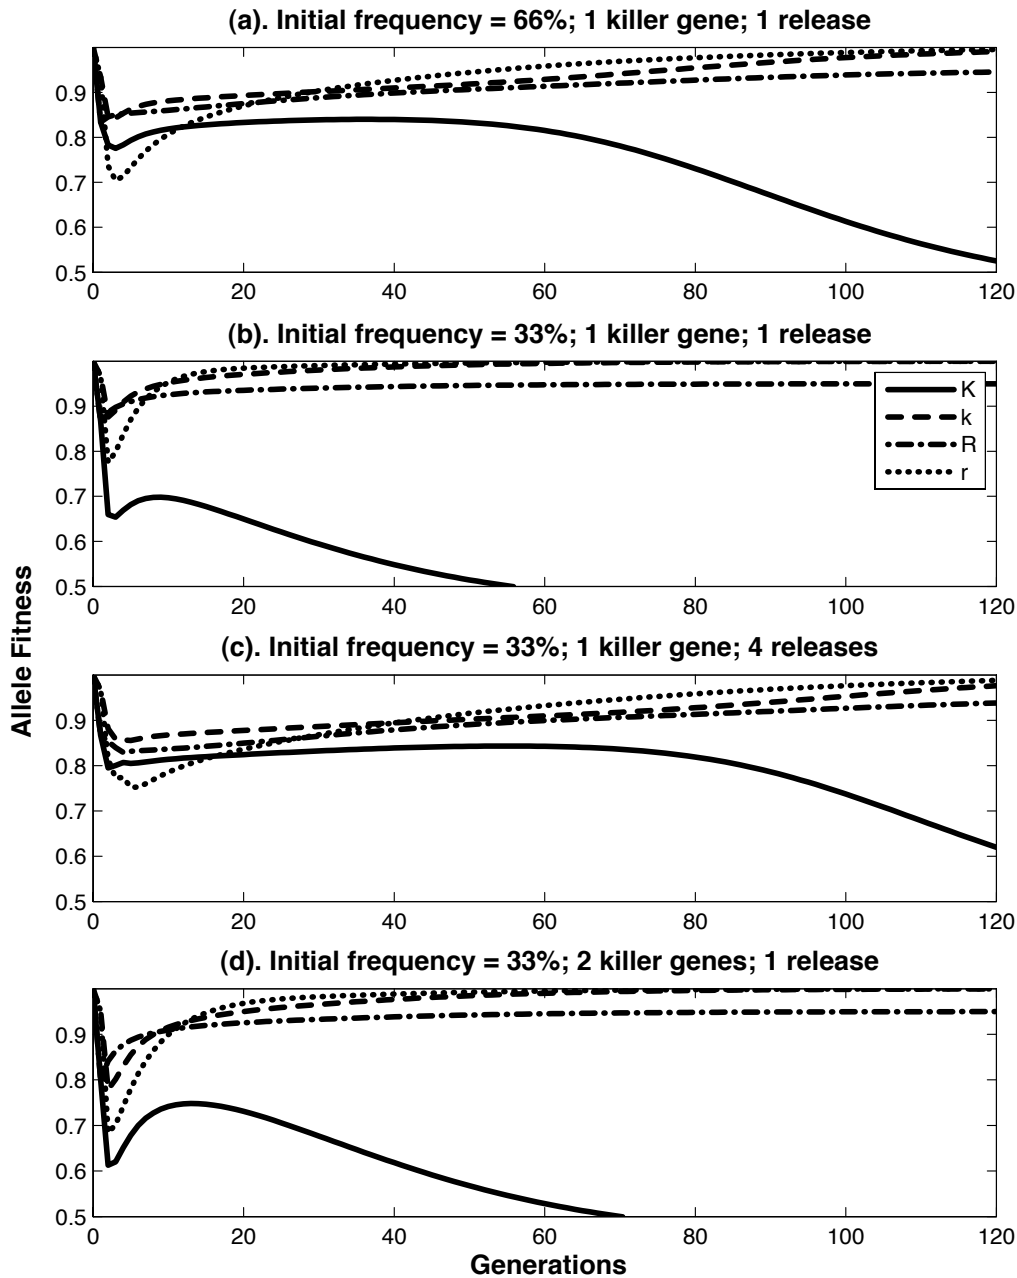 (a). Initial frequency = 66%; 1 killer gene; 1 release
0.9
0.8
0.7
0.6
0.5
0 20 40 60 80 100 120
(b). Initial frequency = 33%; 1 killer gene; 1 release
0.9
0.8
0.7
0.6
0.5
K
k
R
r
0 20 40 60 80 100 120
Allele Fitness
(c). Initial frequency = 33%; 1 killer gene; 4 releases
0.9
0.8
0.7
0.6
0.5
0 20 40 60 80 100 120
(d). Initial frequency = 33%; 2 killer genes; 1 release
0.9
0.8
0.7
0.6
0.5
0 20 40 60 80 100 120
Generations